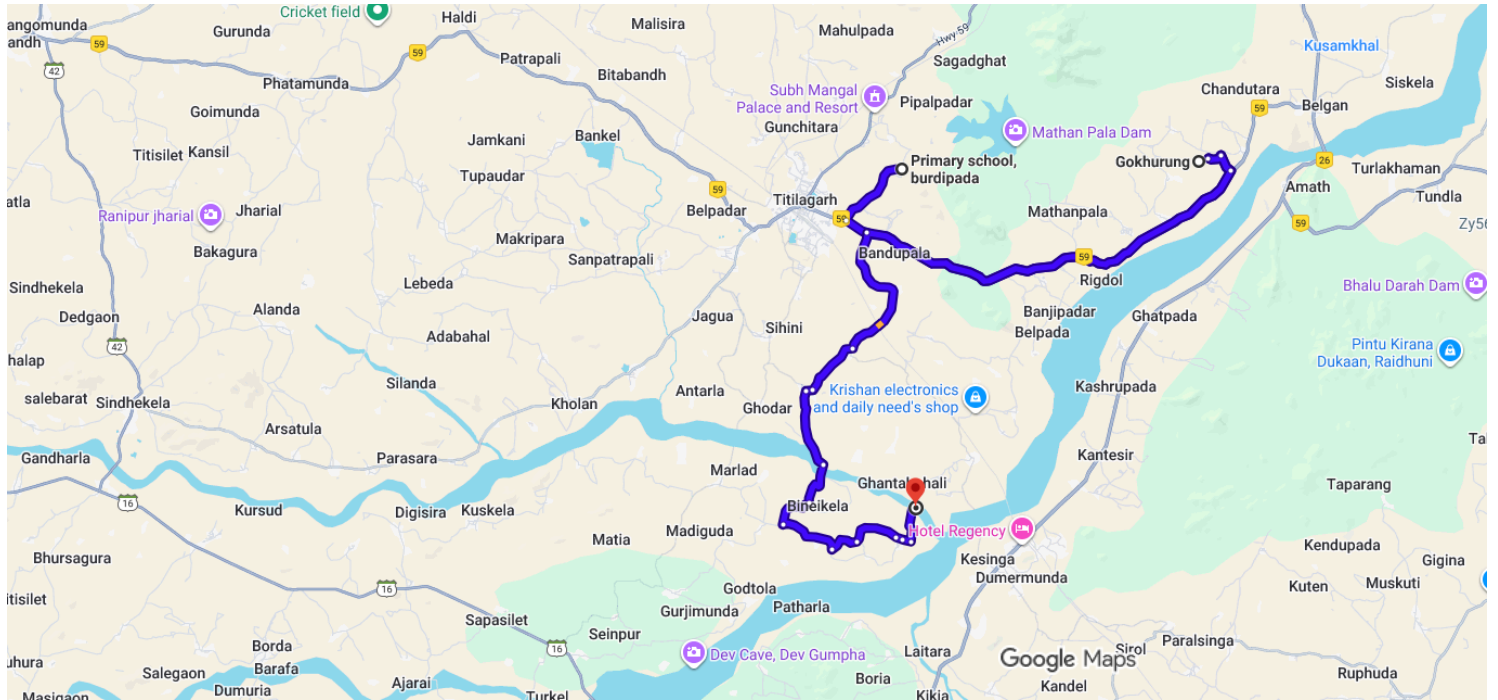 Cricket field
Haldi
Malisira
Mahulpada
Hwy 59
angomunda
Gurunda
andh
59
59
42
Patrapali
Sagadghat
Kusamkhal
Phatamunda
Bitabandh
Siskela
Goimunda
Subh Mangal
Palace and Resort
Pipalpadar
Chandutara
59
Belgan
Jamkani
Bankel
Gunchitara
Mathan Pala Dam
Titisilet
Kansil
Primary school,
burdipada
Gokhurung
26
Turlakhaman
Tupaudar
59
Amath
atla
Ranipur jharial
Jharial
Belpadar
Titilagarh
Mathanpala
59
Tundla
Makripara
Bakagura
Sanpatrapali
Bandupala
59
Rigdol
Sindhekela
Lebeda
Bhalu Darah Dam
Dedgaon
Alanda
Jagua
Sihini
Banjipadar
Belpada
Ghatpada
Adabahal
42
halap
Pintu Kirana
Dukaan, Raidhuni
Silanda
Antarla
Krishan electronics
and daily need's shop
Kashrupada
salebarat
Sindhekela
Kholan
Ghodar
Arsatula
Gandharla
Parasara
Marlad
Kantesir
16
Ghanta
hali
Taparang
Kursud
Digisira
Kuskela
Bineikela
Madiguda
Hotel Regency
Matia
Kesinga
Kendupada
Bhursagura
Gigina
Dumermunda
Kuten
Muskuti
16
Godtola
itisilet
Gurjimunda
Patharla
Sapasilet
Seinpur
Borda
16
Dev Cave, Dev Gumpha
Laitara
Google Maps
Sirol
Paralsinga
uhura
Salegaon
Barafa
Ruphuda
Dumuria
Ajarai
Boria
Kandel
Masigaon
Turkel
Kikia